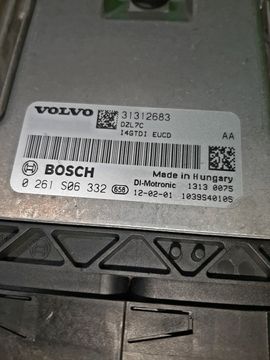 VOLVO 31312683
DZL7C
I4GTDI EUCD AA
BOSCH Made in Hungary
DI-Motronic 1313 0075
0 261 S06 332 658 12-02-01 1039S40105